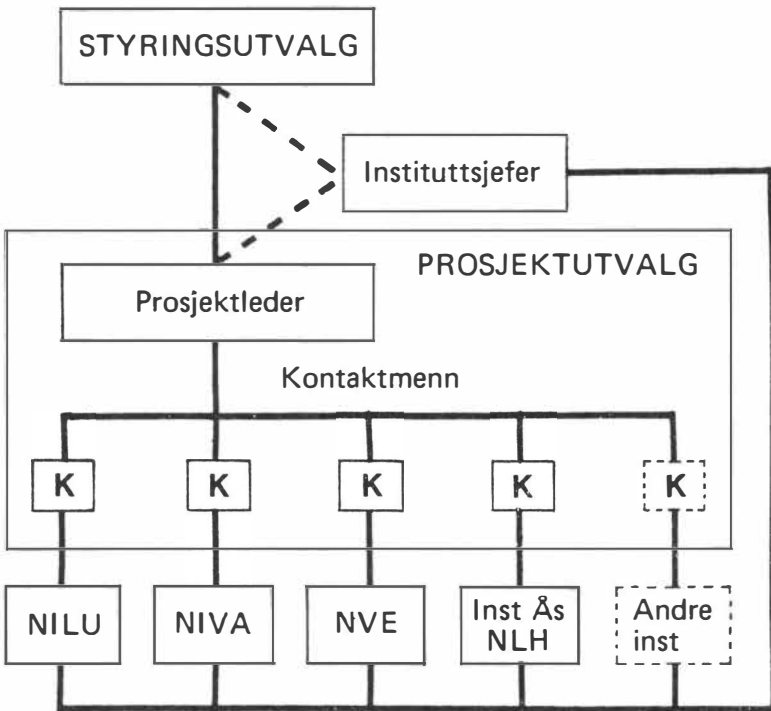 STYRINGSUTVALG
Instituttsjefer
PROSJEKTUTVALG
Prosjektleder
Kontaktmenn
K K K K K
NILU NIVA NVE Inst Ås Andre
NLH inst